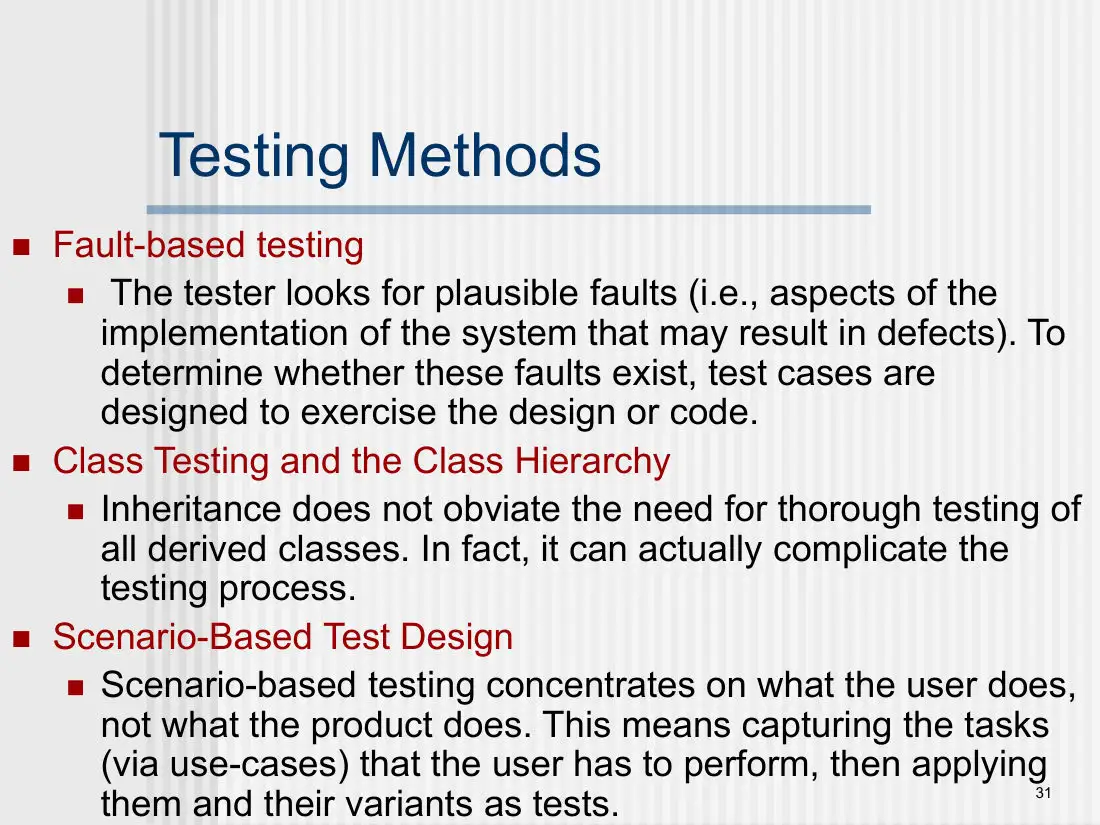 Testing Methods
Fault-based testing
The tester looks for plausible faults (i.e., aspects of the
implementation of the system that may result in defects). To
determine whether these faults exist, test cases are
designed to exercise the design or code.
Class Testing and the Class Hierarchy
Inheritance does not obviate the need for thorough testing of
all derived classes. In fact, it can actually complicate the
testing process.
Scenario-Based Test Design
Scenario-based testing concentrates on what the user does,
not what the product does. This means capturing the tasks
(via use-cases) that the user has to perform, then applying
them and their variants as tests.
31